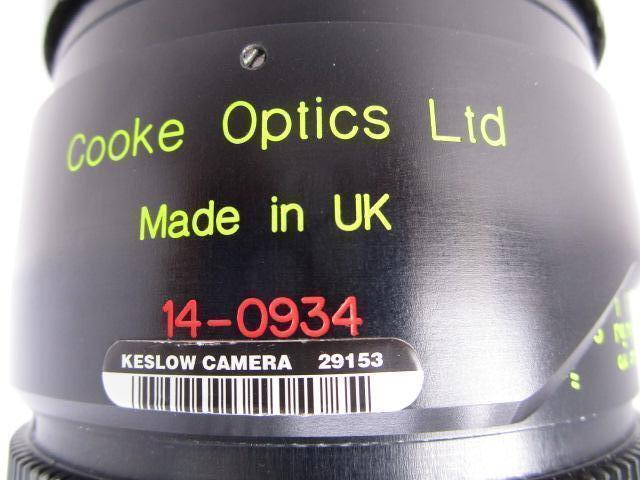 Cooke Optics Ltd
Made in UK
14-0934
KESLOW CAMERA 29153